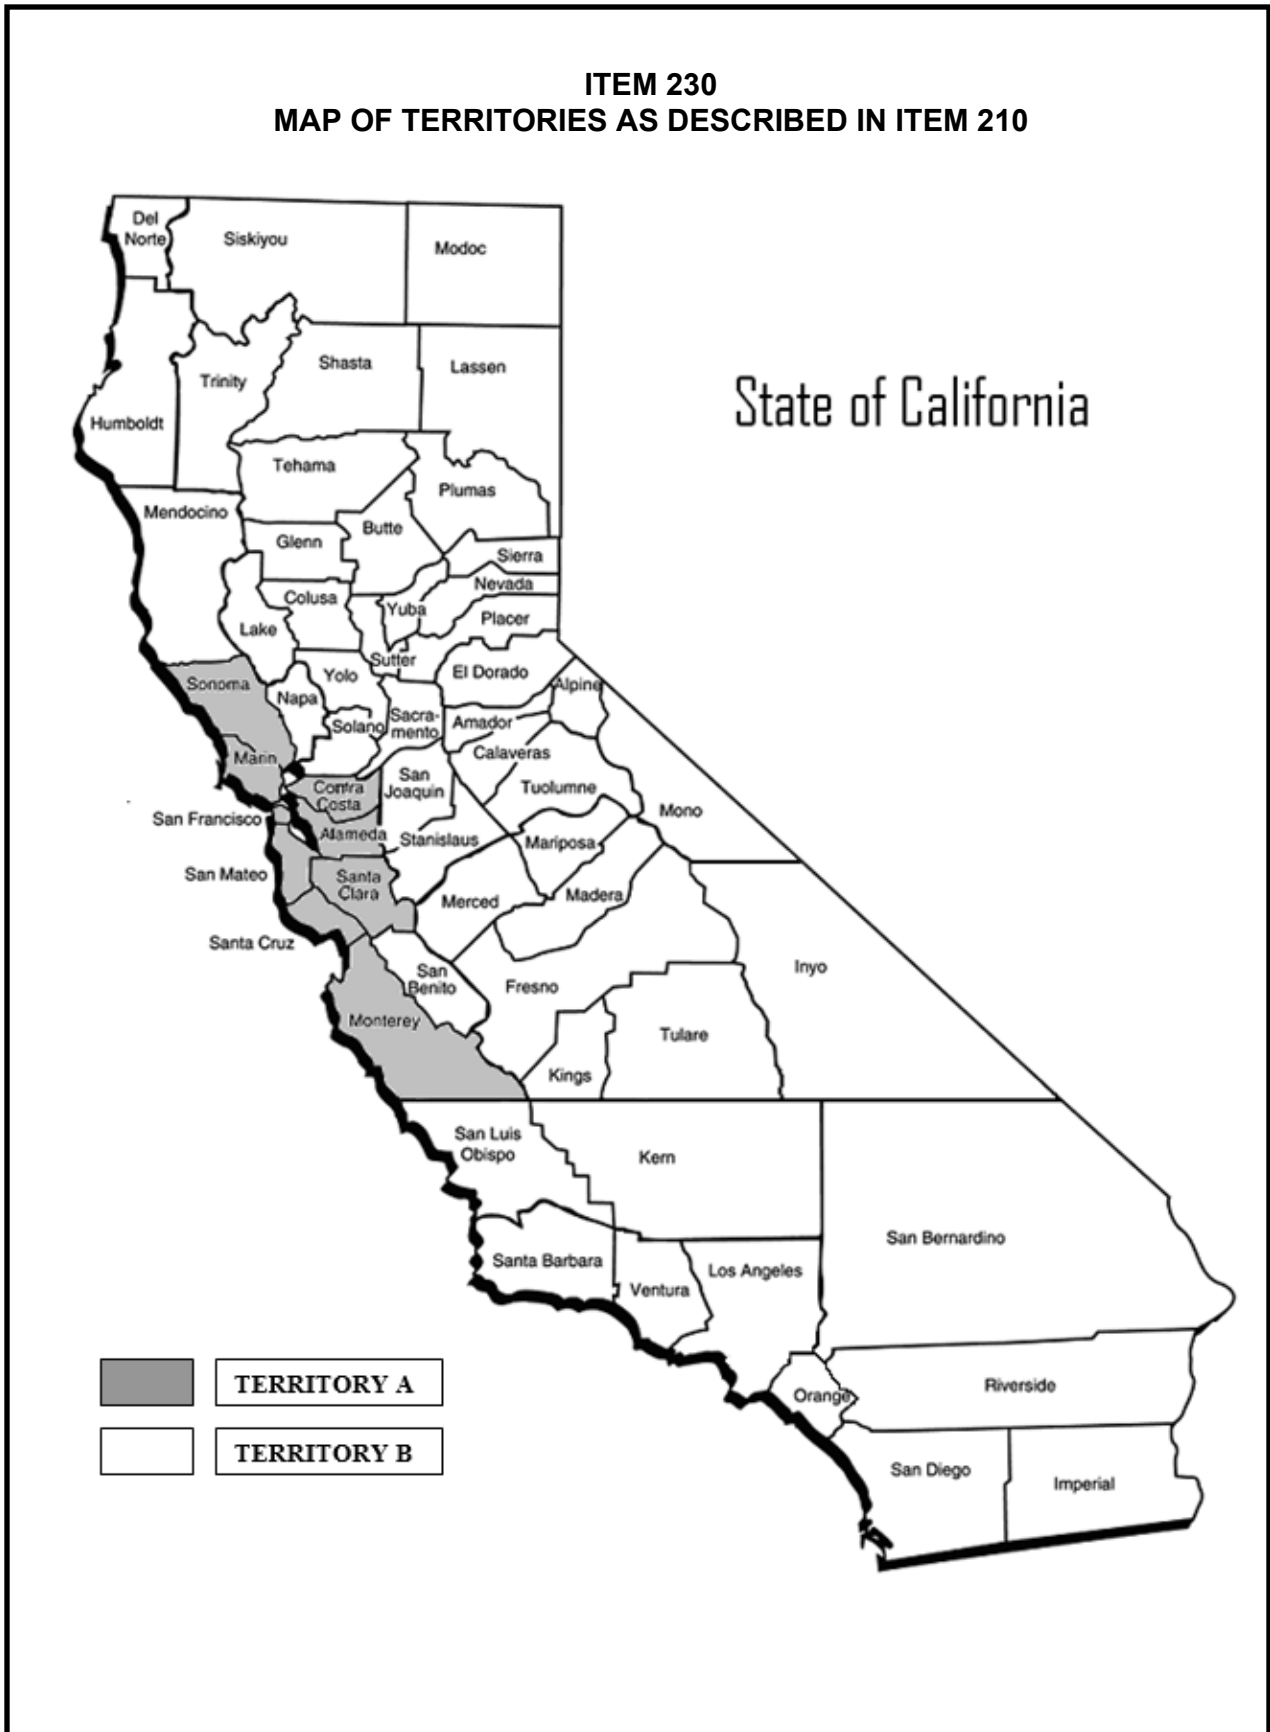 ITEM 230
MAP OF TERRITORIES AS DESCRIBED IN ITEM 210
Del
Norte
Siskiyou
Modoc
State of California
Shasta
Lassen
Trinity
Humboldt
Tehama
Plumas
Mendocino
Butte
Glenn
Sierra
Nevada
Colusa
Yuba
Placer
Lake
Sutter
El Dorado
Yolo
Sonoma
Alpine
Napa
Solano
Sacra-
mento
Amador
Calaveras
Marin
San
Joaquin
Contra
Costa
Tuolumne
Mono
San Francisco
Alameda
Stanislaus
Mariposa
San Mateo
Santa
Clara
Merced
Madera
Santa Cruz
San
Benito
Fresno
Inyo
Monterey
Tulare
Kings
San Luis
Obispo
Kern
San Bernardino
Santa Barbara
Los Angeles
Ventura
TERRITORY A
Riverside
Orange
TERRITORY B
San Diego
Imperial